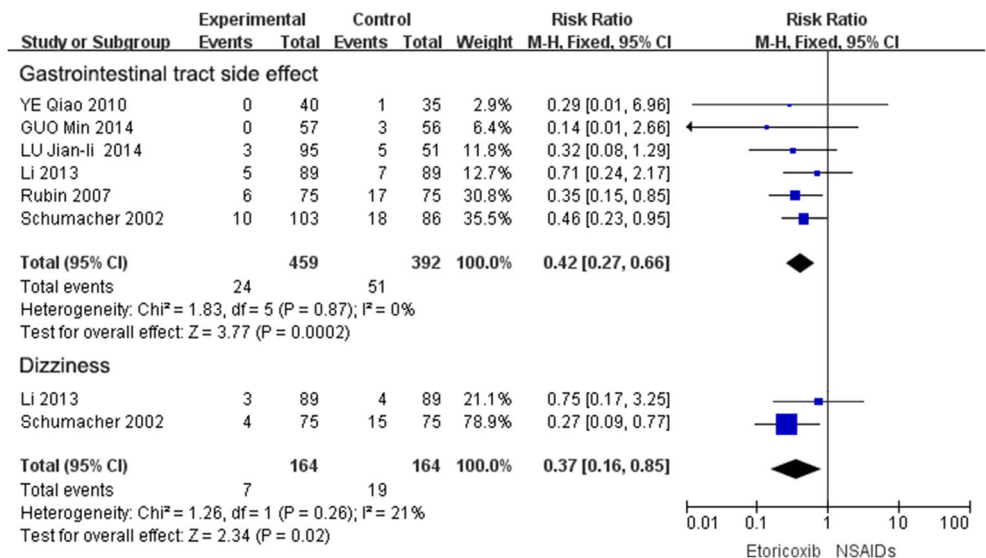 Experimental Control Risk Ratio Risk Ratio
Study or Subgroup Events Total Events Total Weight M-H, Fixed, 95% CI M-H, Fixed, 95% CI
Gastrointestinal tract side effect
YE Qiao 2010 0 40 1 35 2.9% 0.29 [0.01, 6.96]
GUO Min 2014 0 57 3 56 6.4% 0.14 [0.01, 2.66]
LU Jian-li 2014 3 95 5 51 11.8% 0.32 [0.08, 1.29]
Li 2013 5 89 7 89 12.7% 0.71 [0.24, 2.17]
Rubin 2007 6 75 17 75 30.8% 0.35 [0.15, 0.85]
Schumacher 2002 10 103 18 86 35.5% 0.46 [0.23, 0.95]
Total (95% CI) 459 392 100.0% 0.42 [0.27, 0.66]
Total events 24 51
Heterogeneity: Chi² = 1.83, df = 5 (P = 0.87); I² = 0%
Test for overall effect: Z = 3.77 (P = 0.0002)
Dizziness
Li 2013 3 89 4 89 21.1% 0.75 [0.17, 3.25]
Schumacher 2002 4 75 15 75 78.9% 0.27 [0.09, 0.77]
Total (95% CI) 164 164 100.0% 0.37 [0.16, 0.85]
Total events 7 19
Heterogeneity: Chi² = 1.26, df = 1 (P = 0.26); I² = 21%
Test for overall effect: Z = 2.34 (P = 0.02)
0.01 0.1 1 10 100
Etoricoxib NSAIDs